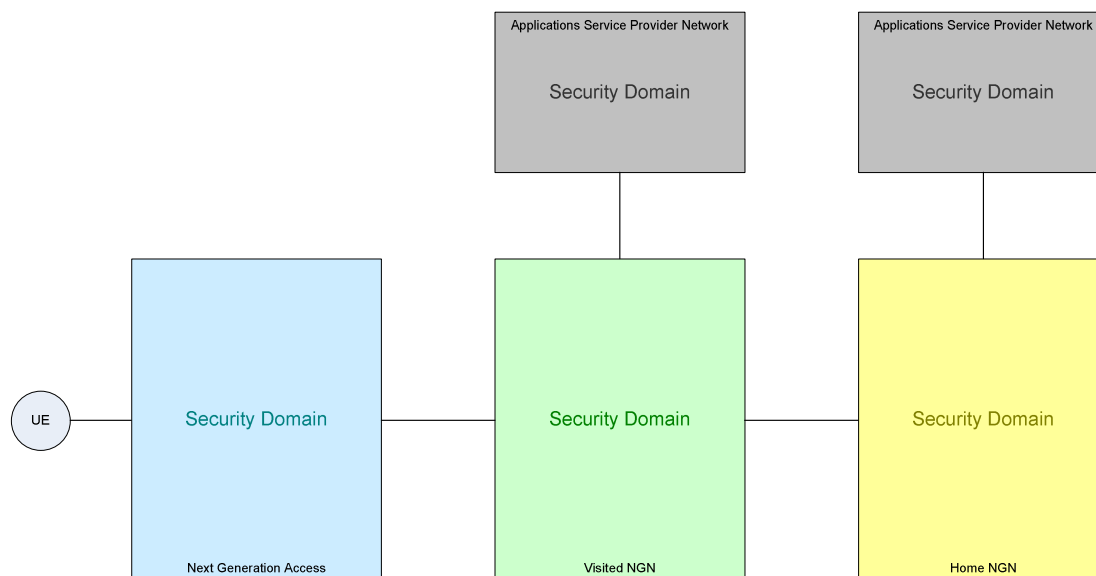 Applications Service Provider Network
Applications Service Provider Network
Security Domain
Security Domain
UE
Security Domain
Security Domain
Security Domain
Next Generation Access
Visited NGN
Home NGN